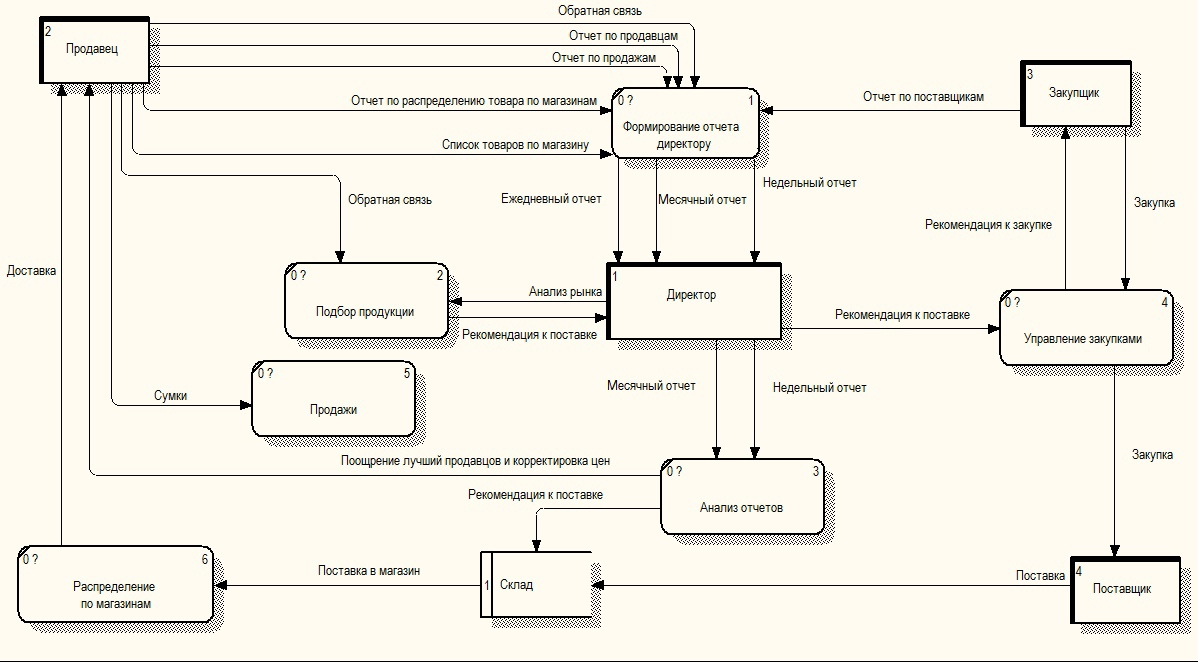 Обратная связь
2
Продавец
Отчет по продавцам
Отчет по продажам
3
Закупщик
Отчет по распределению товара по магазинам
0 ?
1
Отчет по поставщикам
Формирование отчета
директору
Список товаров по магазину
Ежедневный отчет
Месячный отчет
Недельный отчет
Обратная связь
Закупка
Рекомендация к закупке
Доставка
0 ?
2
Подбор продукции
Анализ рынка
Рекомендация к поставке
1
Директор
Рекомендация к поставке
0 ?
4
Управление закупками
0 ?
5
Продажи
Сумки
Месячный отчет
Недельный отчет
Поощрение лучший продавцов и корректировка цен
0 ?
3
Анализ отчетов
Закупка
Рекомендация к поставке
0 ?
6
Распределение
по магазинам
Поставка в магазин
1
Склад
Поставка
4
Поставщик